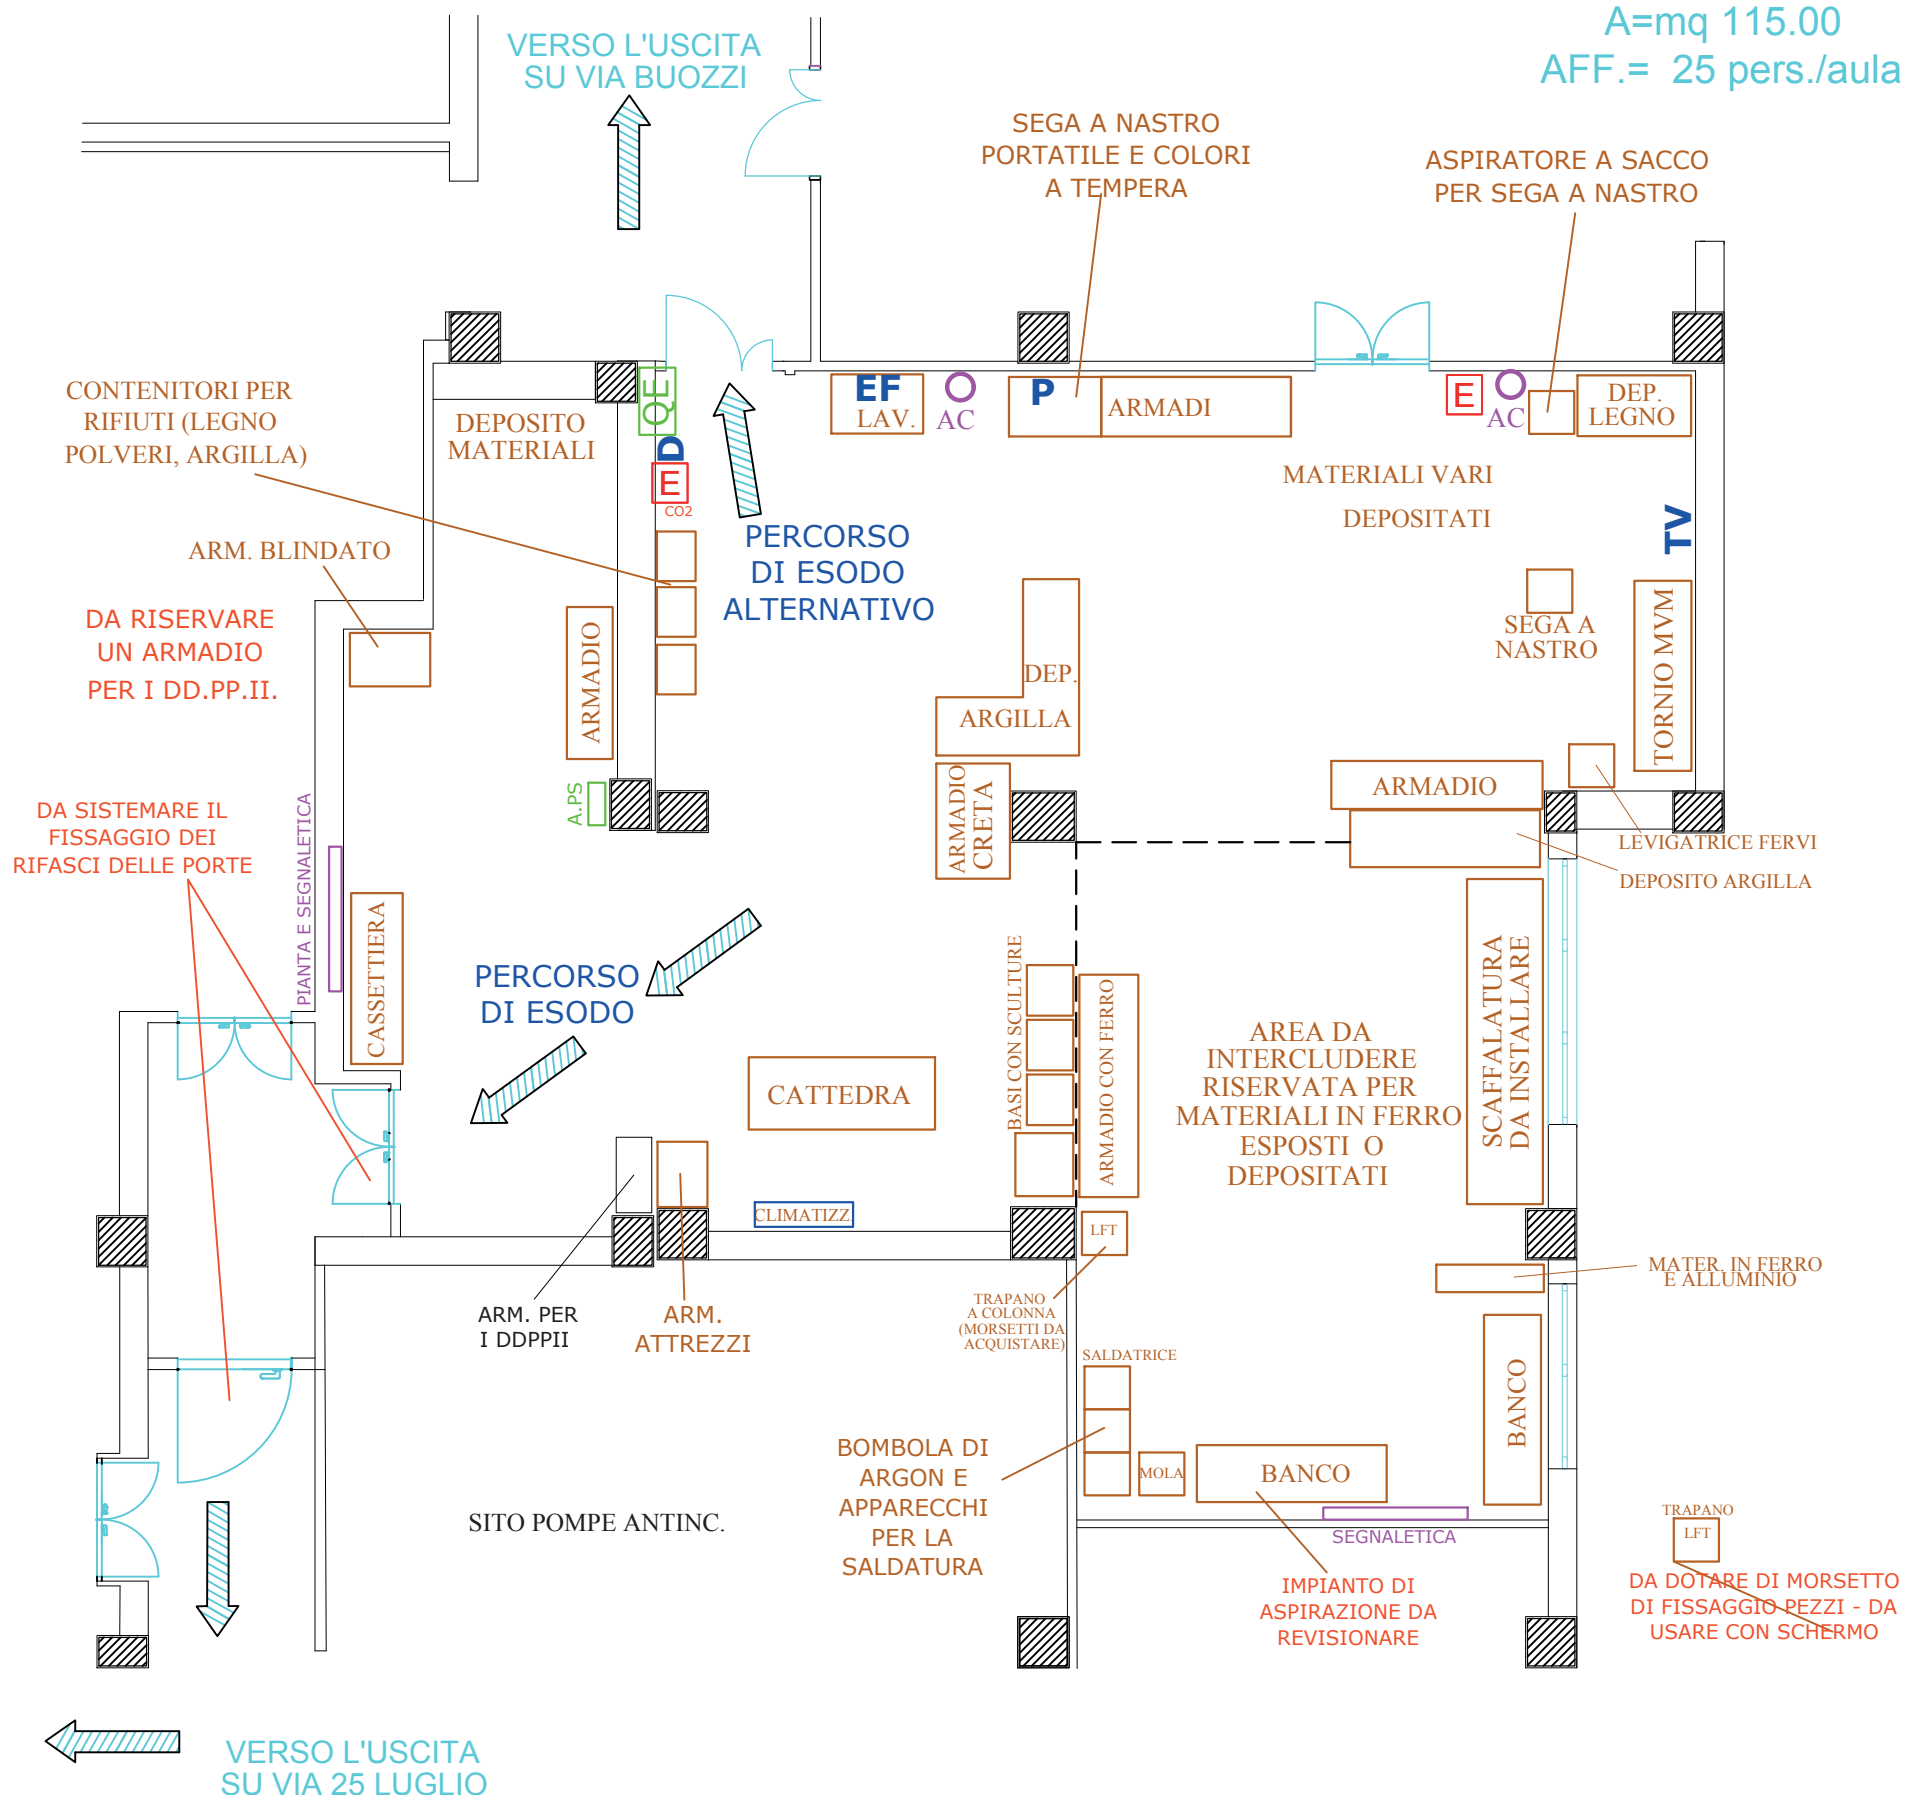 A=mq 115.00
AFF.= 25 pers./aula
VERSO L'USCITA
SU VIA BUOZZI
SEGA A NASTRO
PORTATILE E COLORI
A TEMPERA
ASPIRATORE A SACCO
PER SEGA A NASTRO
CONTENITORI PER
RIFIUTI (LEGNO
POLVERI, ARGILLA)
DEPOSITO
MATERIALI
QE
D
E
CO2
EF
LAV.
AC
P
ARMADI
E
AC
DEP.
LEGNO
MATERIALI VARI
DEPOSITATI
TV
ARM. BLINDATO
PERCORSO
DI ESODO
ALTERNATIVO
DA RISERVARE
UN ARMADIO
PER I DD.PP.II.
ARMADIO
DEP.
ARGILLA
SEGA A
NASTRO
TORNIO MVM
DA SISTEMARE IL
FISSAGGIO DEI
RIFASCI DELLE PORTE
A.PS
ARMADIO
CRETA
ARMADIO
LEVIGATRICE FERVI
DEPOSITO ARGILLA
PIANTA E SEGNALETICA
CASSETTIERA
PERCORSO
DI ESODO
CATTEDRA
BASI CON SCULTURE
ARMADIO CON FERRO
AREA DA
INTERCLUDERE
RISERVATA PER
MATERIALI IN FERRO
ESPOSTI O
DEPOSITATI
SCAFFALATURA
DA INSTALLARE
CLIMATIZZ
LFT
MATER. IN FERRO
E ALLUMINIO
ARM. PER
I DDPPII
ARM.
ATTREZZI
TRAPANO
A COLONNA
(MORSETTI DA
ACQUISTARE)
SALDATRICE
BANCO
BOMBOLA DI
ARGON E
APPARECCHI
PER LA
SALDATURA
MOLA
BANCO
SITO POMPE ANTINC.
SEGNALETICA
TRAPANO
LFT
IMPIANTO DI
ASPIRAZIONE DA
REVISIONARE
DA DOTARE DI MORSETTO
DI FISSAGGIO PEZZI - DA
USARE CON SCHERMO
VERSO L'USCITA
SU VIA 25 LUGLIO